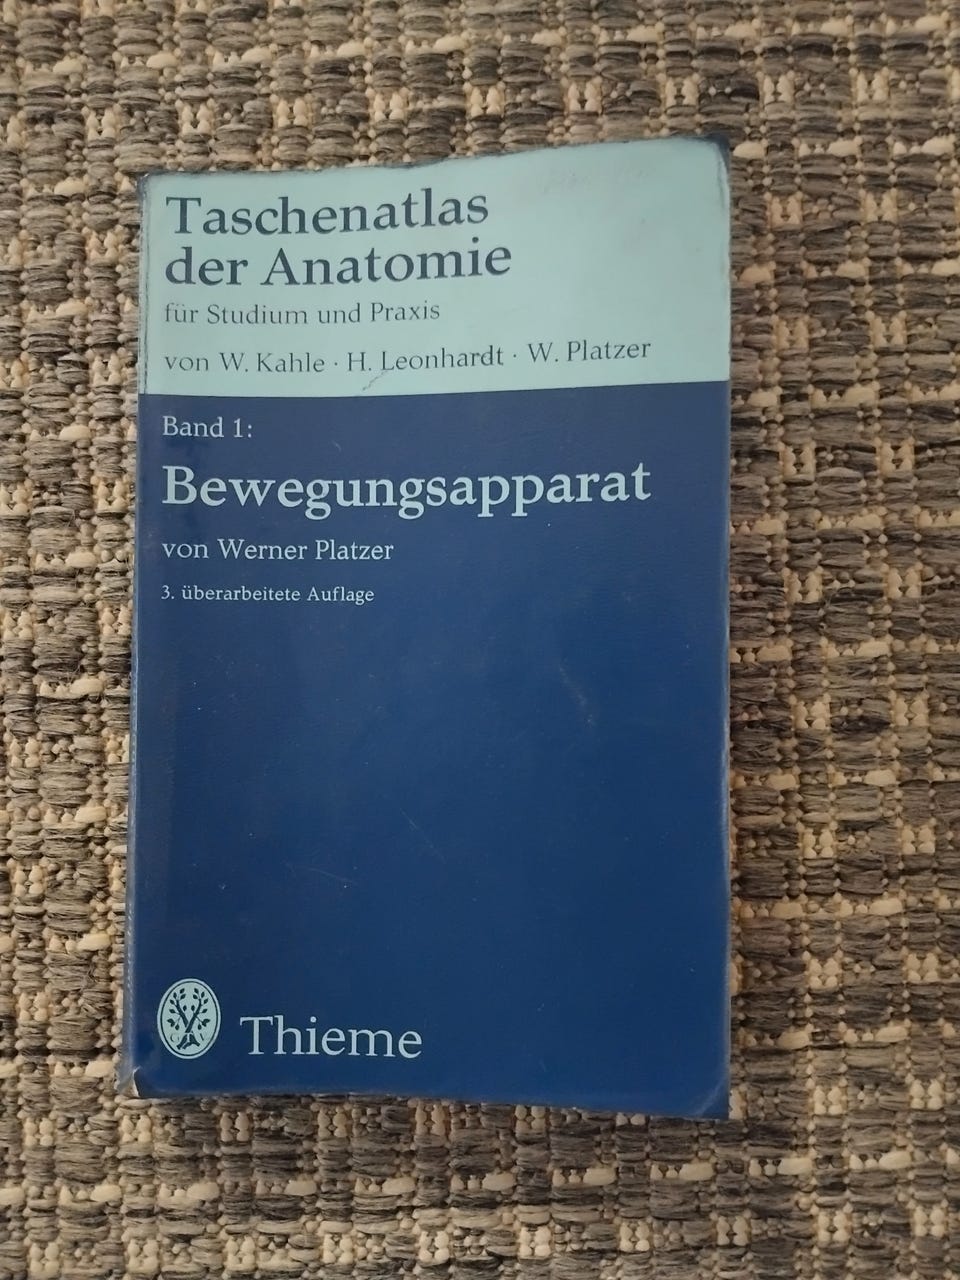 Taschenatlas
der Anatomie
für Studium und Praxis
von W. Kahle · H. Leonhardt · W. Platzer
Band 1:
Bewegungsapparat
von Werner Platzer
3. überarbeitete Auflage
Thieme